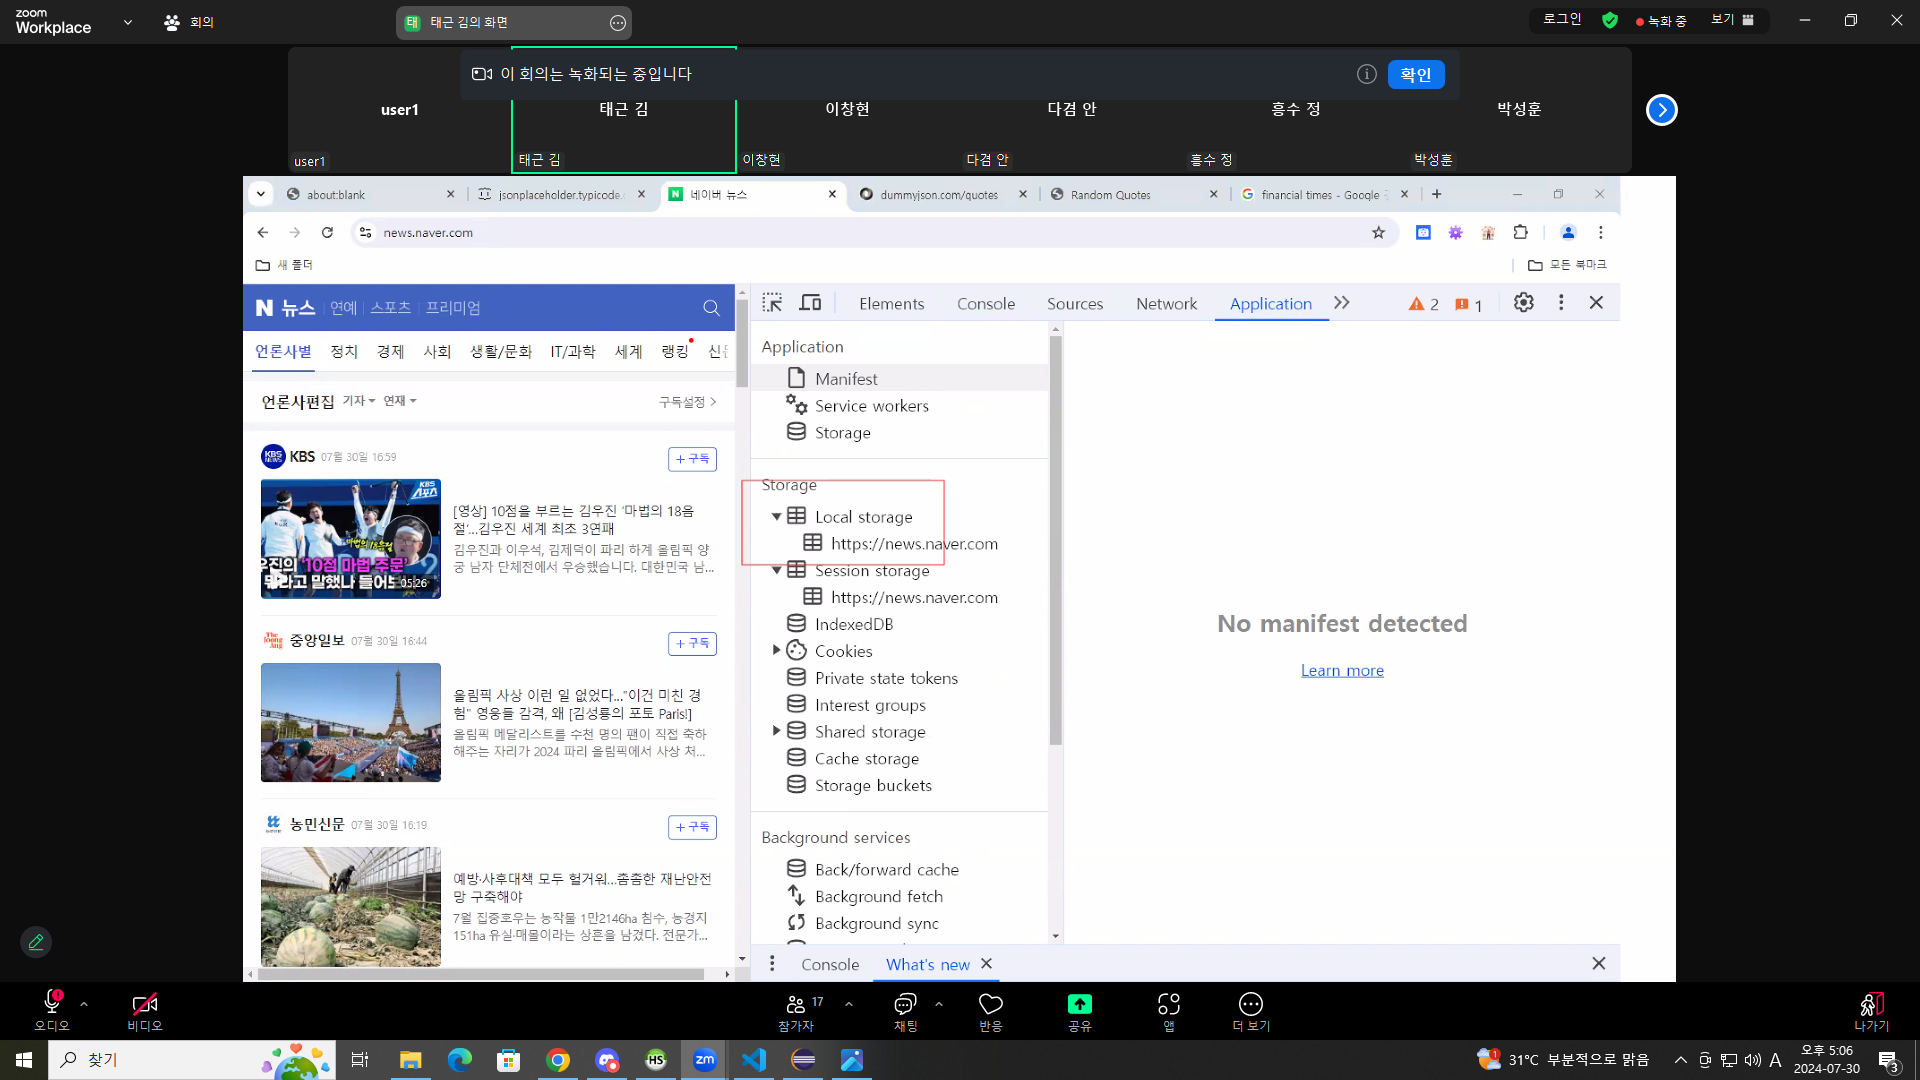 zoom
Workplace
회의
태 태근 김의 화면
로그인
녹화 중
보기
이 회의는 녹화되는 중입니다
확인
user1
태근 김
이창현
다겸 안
흥수 정
박성훈
user1
태근 김
이창현
다겸 안
흥수 정
박성훈
about:blank
jsonplaceholder.typicode.
네이버 뉴스
dummyjson.com/quotes
Random Quotes
financial times - Google
news.naver.com
새 폴더
모든 북마크
N 뉴스 연예 스포츠 프리미엄
Elements
Console
Sources
Network
Application
2
1
언론사별 정치 경제 사회 생활/문화 IT/과학 세계 랭킹
언론사편집 기자 연재
구독설정
KBS 07월 30일 16:59
+ 구독
[영상] 10점을 부르는 김우진 '마법의 18음
절'…김우진 세계 최초 3연패
김우진과 이우석, 김제덕이 파리 하계 올림픽 양
궁 남자 단체전에서 우승했습니다. 대한민국 남...
KBS
스포츠
우진의 '10점 마법 주문'
뭐라고 말했나 들어보
05:26
중앙일보 07월 30일 16:44
+ 구독
올림픽 사상 이런 일 없었다…"이건 미친 경
험" 영웅들 감격, 왜 [김성룡의 포토 Paris!]
올림픽 메달리스트를 수천 명의 팬이 직접 축하
해주는 자리가 2024 파리 올림픽에서 사상 처...
농민신문 07월 30일 16:19
+ 구독
예방·사후대책 모두 헐거워…촘촘한 재난안전
망 구축해야
7월 집중호우는 농작물 1만2146ha 침수, 농경지
151ha 유실·매몰이라는 상흔을 남겼다. 전문가...
Application
Manifest
Service workers
Storage
Storage
Local storage
https://news.naver.com
Session storage
https://news.naver.com
IndexedDB
Cookies
Private state tokens
Interest groups
Shared storage
Cache storage
Storage buckets
Background services
Back/forward cache
Background fetch
Background sync
No manifest detected
Learn more
Console
What's new
오디오
비디오
17
참가자
채팅
반응
공유
앱
더 보기
나가기
찾기
HS
zm
31°C 부분적으로 맑음
A
오후 5:06
2024-07-30
3